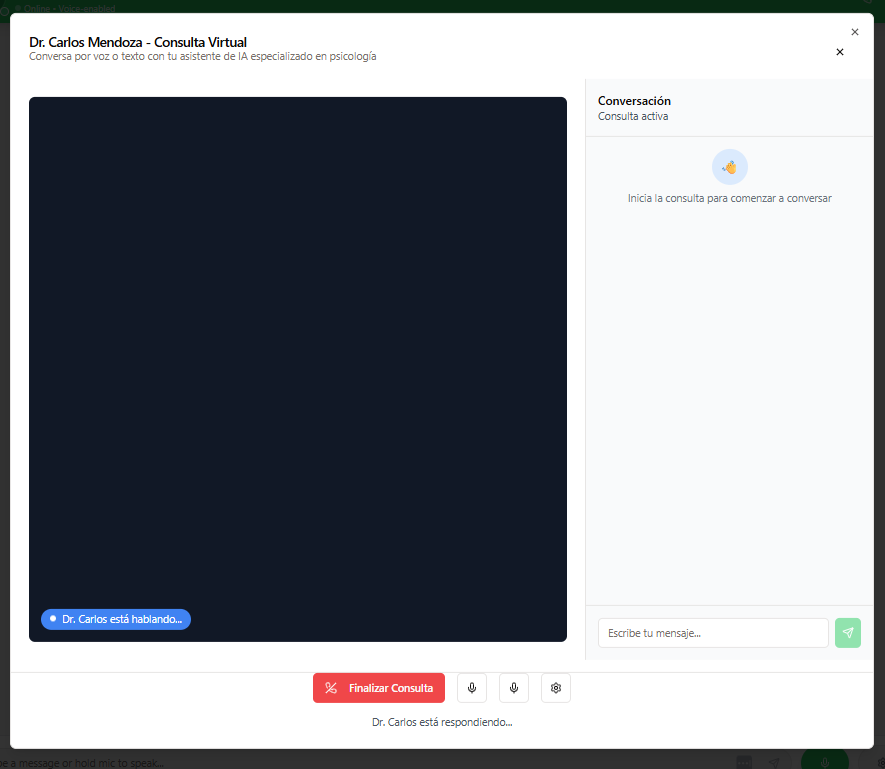 Online • Voice-enabled
Dr. Carlos Mendoza - Consulta Virtual
Conversa por voz o texto con tu asistente de IA especializado en psicología
Conversación
Consulta activa
Inicia la consulta para comenzar a conversar
Dr. Carlos está hablando...
Escribe tu mensaje...
Finalizar Consulta
Dr. Carlos está respondiendo...
a message or hold mic to speak...